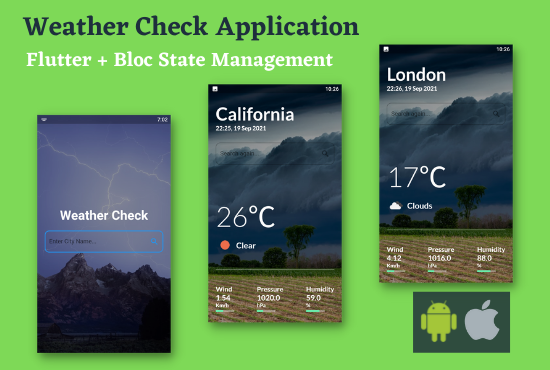 Weather Check Application
Flutter + Bloc State Management
7:02
Weather Check
Enter City Name...
10:26
California
22:25, 19 Sep 2021
26°C
Clear
Wind
Pressure
Humidity
1.54
1020.0
59.0
Km/h
hPa
%
10:26
London
22:26, 19 Sep 2021
17°C
Clouds
Wind
Pressure
Humidity
4.12
1016.0
88.0
Km/h
hPa
%